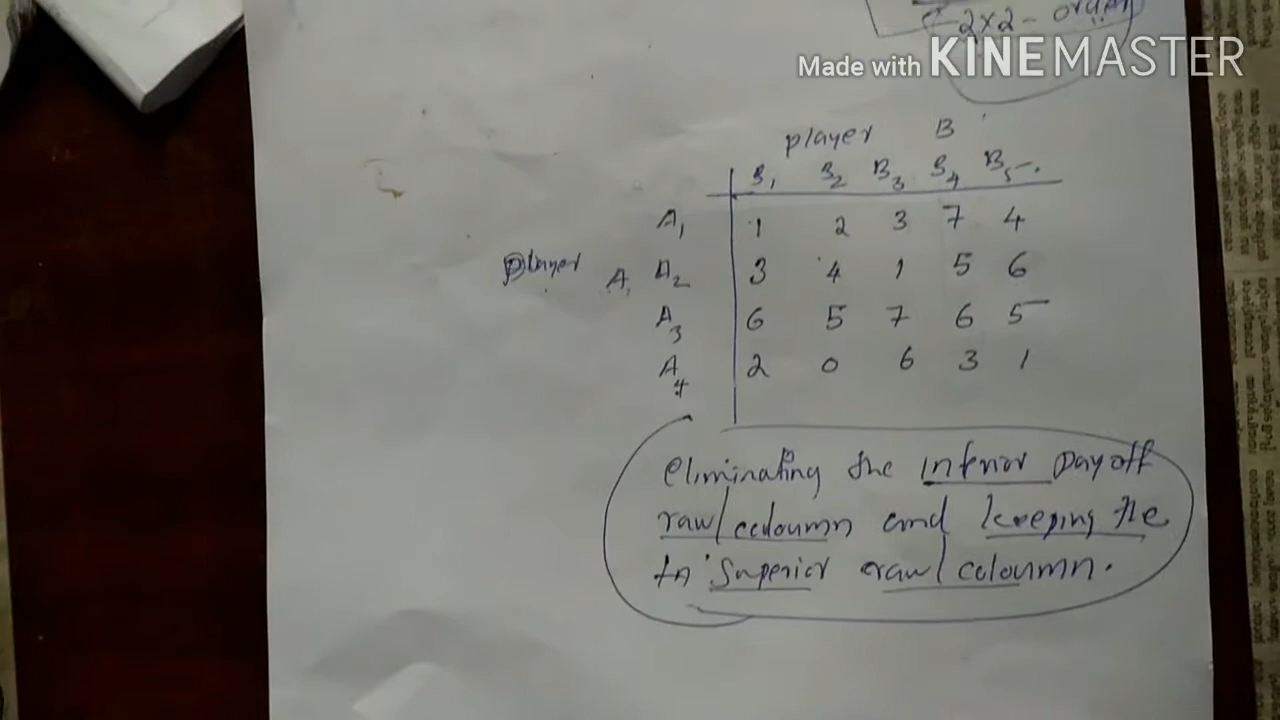 2x2 - order
Made with KINEMASTER
player B
B1 B2 B3 B4 B5
A1 1 2 3 7 4
player A A2 3 4 1 5 6
A3 6 5 7 6 5
A4 2 0 6 3 1
eliminating the inferior payoff
raw/coloumn and keeping the
superior raw/coloumn.